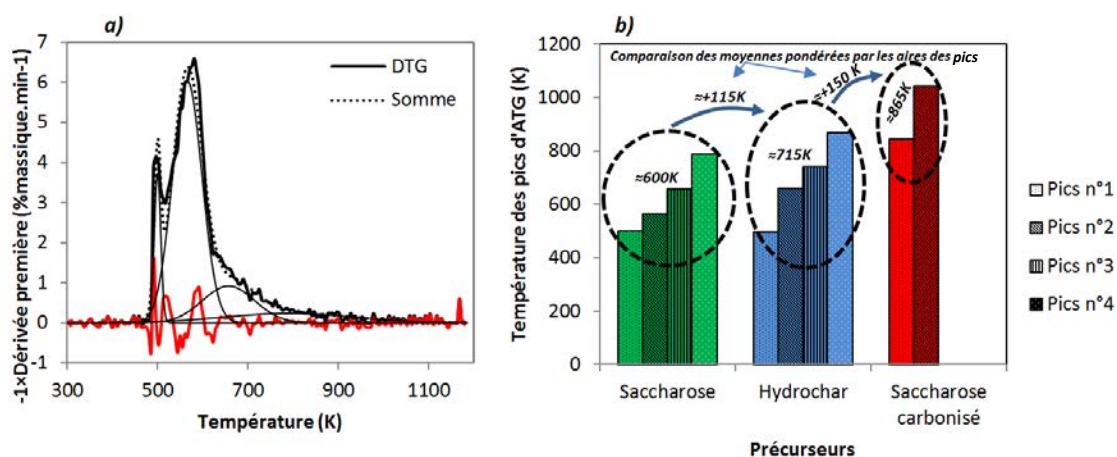 a)
-1×Dérivée première (%massique.min-1)
7
6
5
4
3
2
1
0
-1
300 500 700 900 1100
Température (K)
DTG
Somme
b)
Température des pics d'ATG (K)
1200
1000
800
600
400
200
0
Comparaison des moyennes pondérées par les aires des pics
≈+115K
≈+150 K
≈600K
≈715K
≈865K
Saccharose
Hydrochar
Saccharose
carbonisé
Précurseurs
Pics n°1
Pics n°2
Pics n°3
Pics n°4